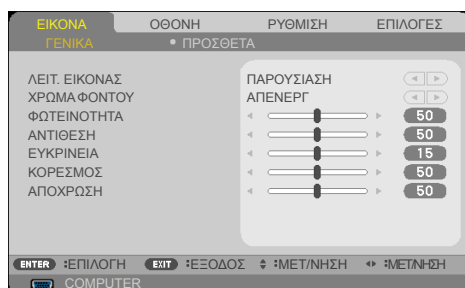 ΕΙΚΟΝΑ ΟΘΟΝΗ ΡΥΘΜΙΣΗ ΕΠΙΛΟΓΕΣ
ΓΕΝΙΚΑ • ΠΡΟΣΘΕΤΑ
ΛΕΙΤ. ΕΙΚΟΝΑΣ ΠΑΡΟΥΣΙΑΣΗ
ΧΡΩΜΑ ΦΟΝΤΟΥ ΑΠΕΝΕΡΓ
ΦΩΤΕΙΝΟΤΗΤΑ 50
ΑΝΤΙΘΕΣΗ 50
ΕΥΚΡΙΝΕΙΑ 15
ΚΟΡΕΣΜΟΣ 50
ΑΠΟΧΡΩΣΗ 50
ENTER :ΕΠΙΛΟΓΗ EXIT :ΕΞΟΔΟΣ :ΜΕΤ/ΝΗΣΗ :ΜΕΤ/ΝΗΣΗ
COMPUTER